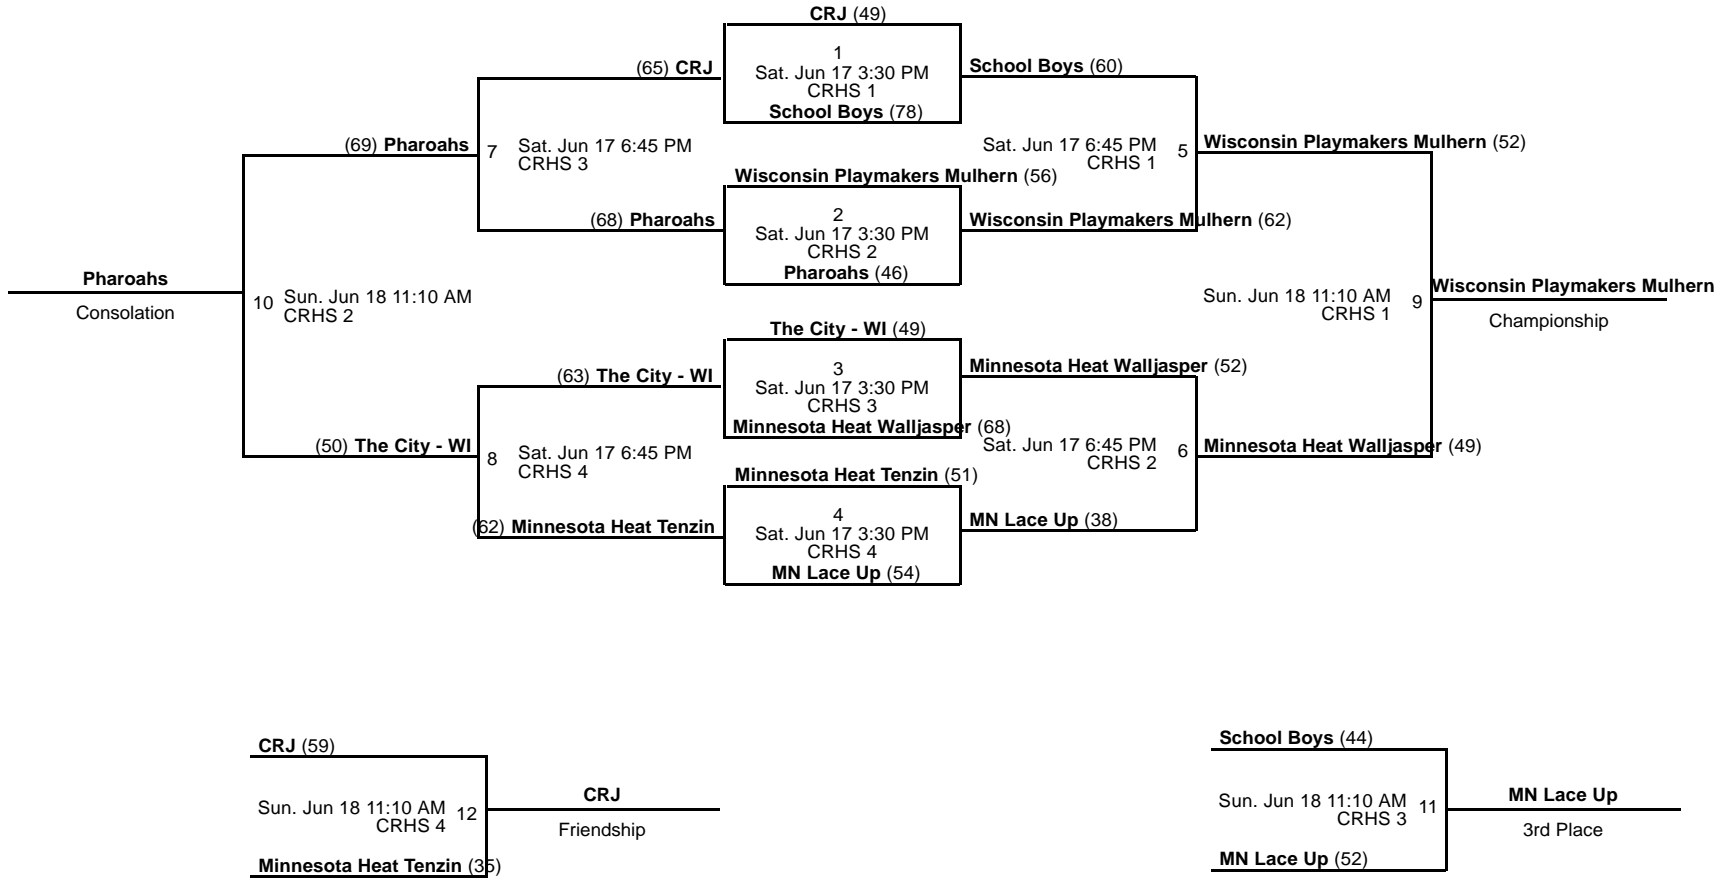 CRJ (49)
1
Sat. Jun 17 3:30 PM
CRHS 1
School Boys (78)
(65) CRJ
School Boys (60)
(69) Pharoahs
7
Sat. Jun 17 6:45 PM
CRHS 3
Sat. Jun 17 6:45 PM
CRHS 1
5
Wisconsin Playmakers Mulhern (52)
Wisconsin Playmakers Mulhern (56)
2
Sat. Jun 17 3:30 PM
CRHS 2
Pharoahs (46)
(68) Pharoahs
Wisconsin Playmakers Mulhern (62)
Pharoahs
Consolation
10
Sun. Jun 18 11:10 AM
CRHS 2
Sun. Jun 18 11:10 AM
CRHS 1
9
Wisconsin Playmakers Mulhern
Championship
The City - WI (49)
3
Sat. Jun 17 3:30 PM
CRHS 3
Minnesota Heat Walljasper (68)
(63) The City - WI
Minnesota Heat Walljasper (52)
(50) The City - WI
8
Sat. Jun 17 6:45 PM
CRHS 4
Sat. Jun 17 6:45 PM
CRHS 2
6
Minnesota Heat Walljasper (49)
Minnesota Heat Tenzin (51)
4
Sat. Jun 17 3:30 PM
CRHS 4
MN Lace Up (54)
(62) Minnesota Heat Tenzin
MN Lace Up (38)
CRJ (59)
Sun. Jun 18 11:10 AM
CRHS 4
12
Minnesota Heat Tenzin (35)
CRJ
Friendship
School Boys (44)
Sun. Jun 18 11:10 AM
CRHS 3
11
MN Lace Up (52)
MN Lace Up
3rd Place